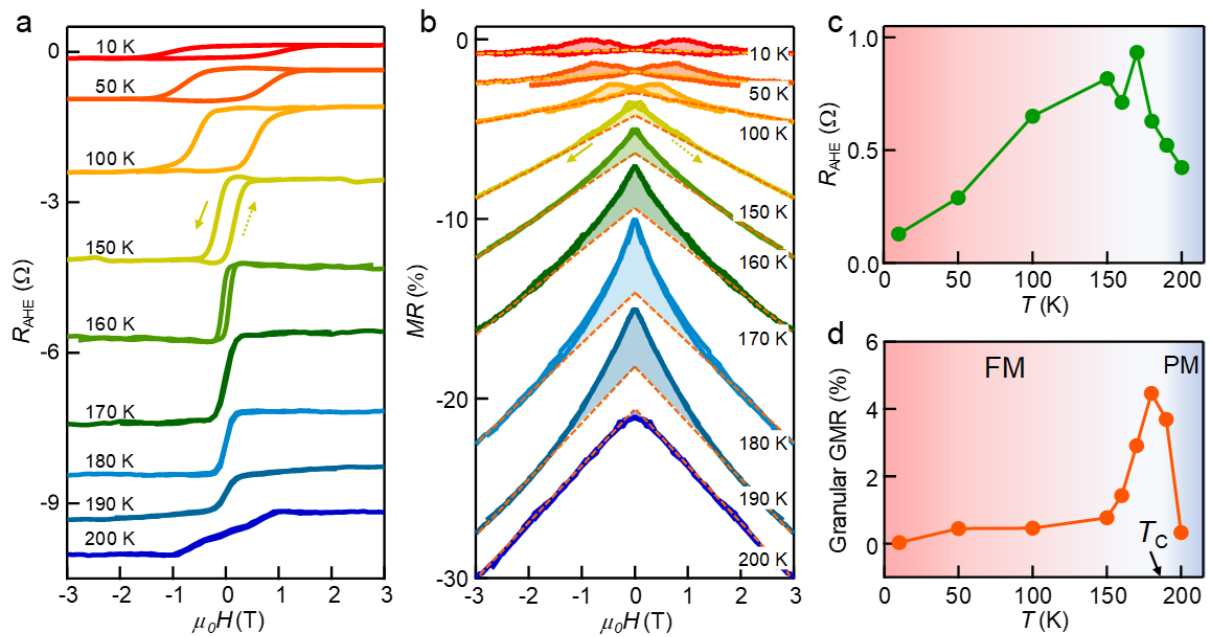 a
0
-3
-6
-9
R_AHE (Ω)
10 K
50 K
100 K
150 K
160 K
170 K
180 K
190 K
200 K
-3 -2 -1 0 1 2 3
μ₀H (T)
b
0
-10
-20
-30
MR (%)
10 K
50 K
100 K
150 K
160 K
170 K
180 K
190 K
200 K
-3 -2 -1 0 1 2 3
μ₀H (T)
c
1.0
0.5
0.0
R_AHE (Ω)
0 50 100 150 200
T (K)
d
6
4
2
0
Granular GMR (%)
FM
PM
T_C
0 50 100 150 200
T (K)